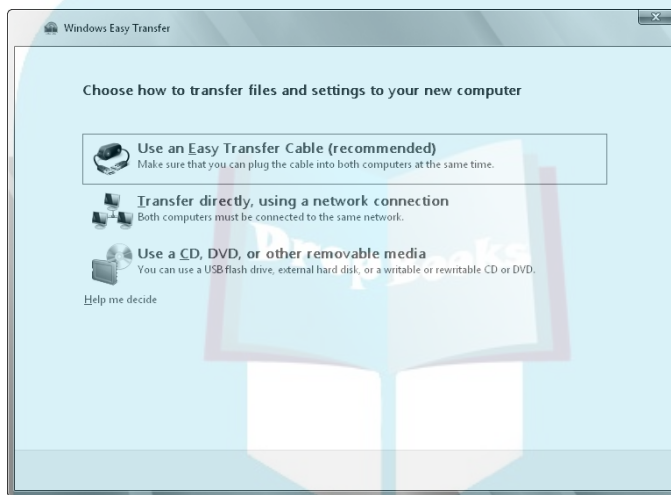 Windows Easy Transfer
Choose how to transfer files and settings to your new computer
Use an Easy Transfer Cable (recommended)
Make sure that you can plug the cable into both computers at the same time.
Transfer directly, using a network connection
Both computers must be connected to the same network.
Use a CD, DVD, or other removable media
You can use a USB flash drive, external hard disk, or a writable or rewritable CD or DVD.
Help me decide
DropBooks